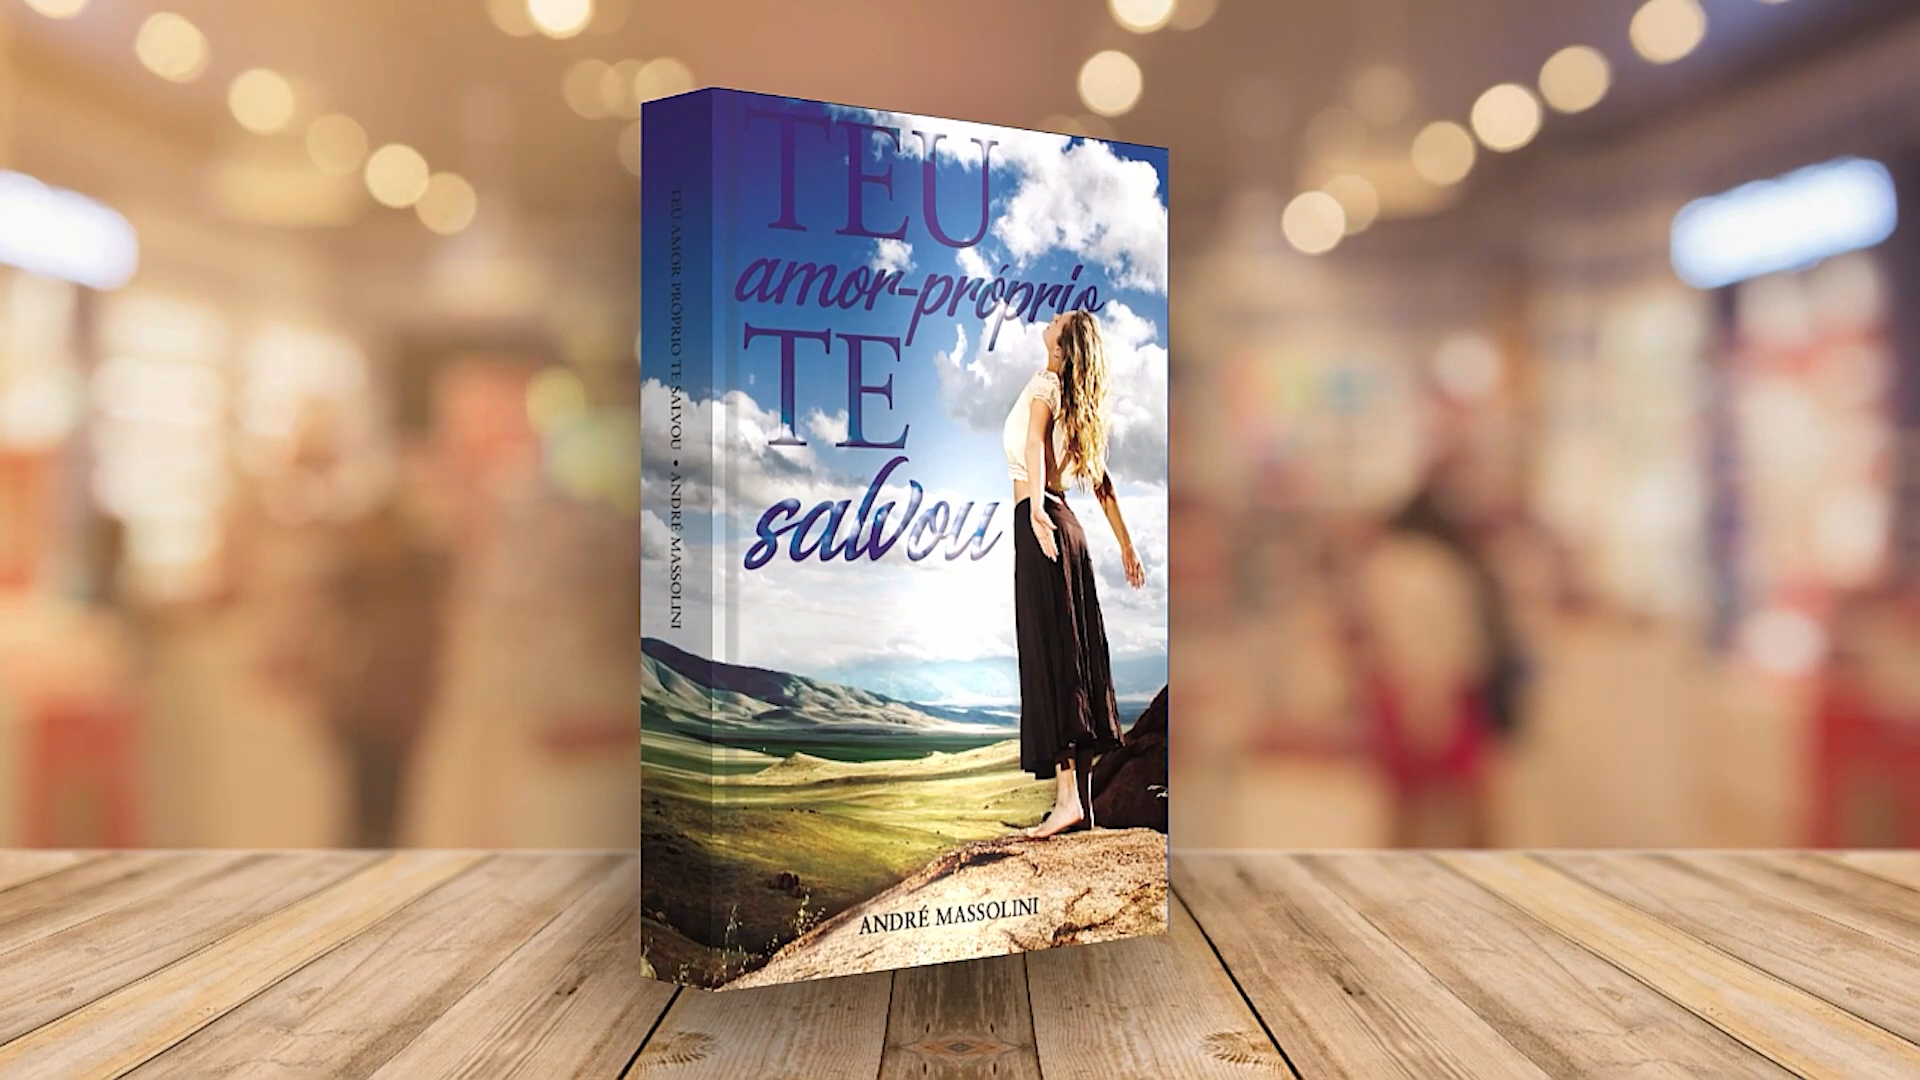 TEU AMOR PRÓPRIO TE SALVOU • ANDRÉ MASSOLINI
TEU
amor-próprio
TE
salvou
ANDRÉ MASSOLINI